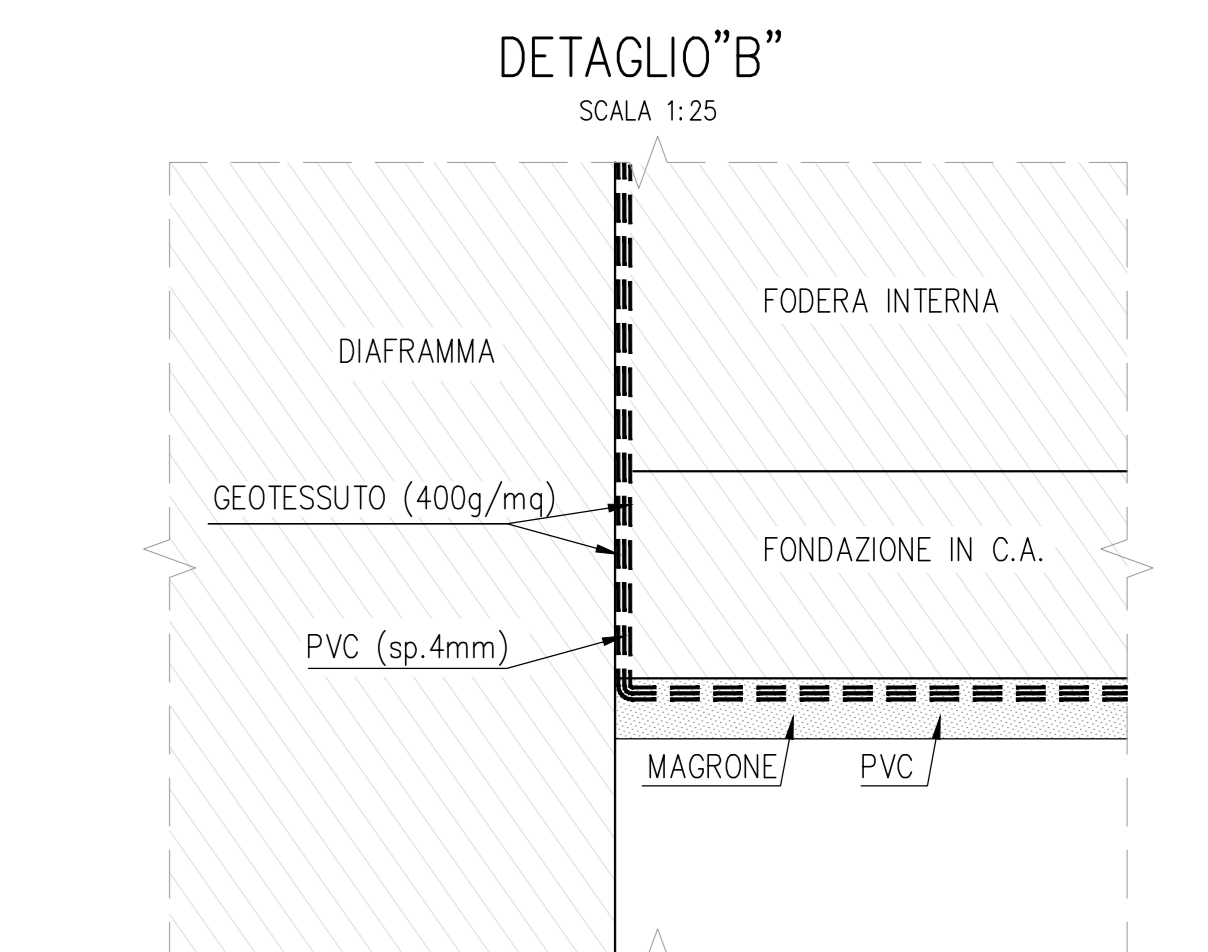 DETAGLIO"B"
SCALA 1:25
FODERA INTERNA
DIAFRAMMA
GEOTESSUTO (400g/mq)
FONDAZIONE IN C.A.
PVC (sp.4mm)
MAGRONE
PVC